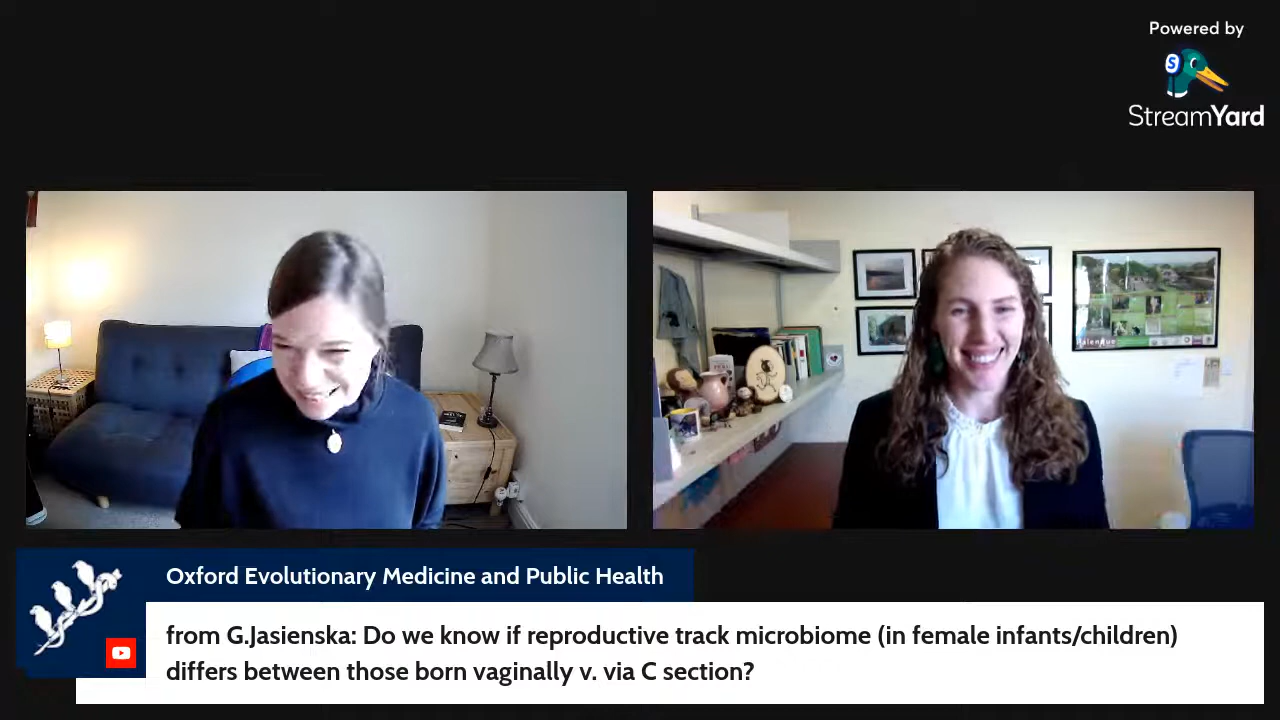 Powered by
StreamYard
Oxford Evolutionary Medicine and Public Health
from G.Jasienska: Do we know if reproductive track microbiome (in female infants/children)
differs between those born vaginally v. via C section?